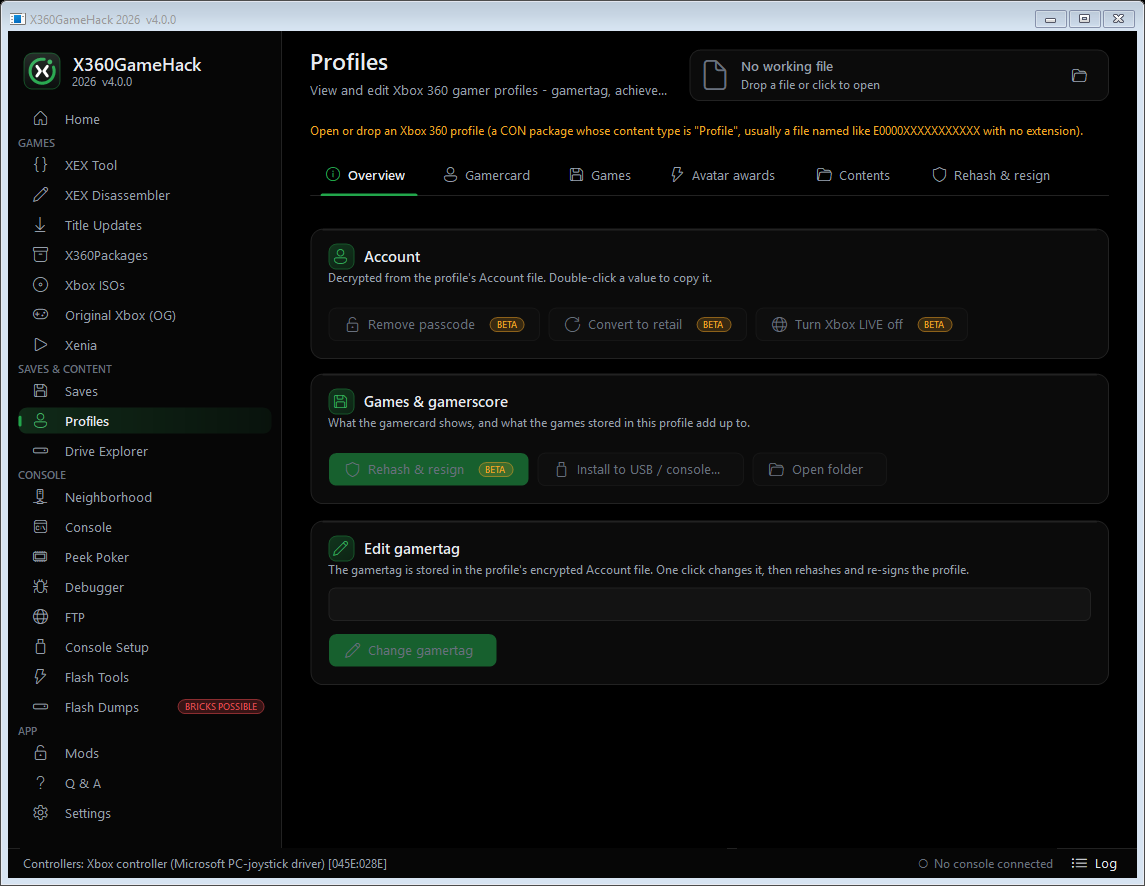 X360GameHack 2026 v4.0.0
X360GameHack
2026 v4.0.0
Home
GAMES
XEX Tool
XEX Disassembler
Title Updates
X360Packages
Xbox ISOs
Original Xbox (OG)
Xenia
SAVES & CONTENT
Saves
Profiles
Drive Explorer
CONSOLE
Neighborhood
Console
Peek Poker
Debugger
FTP
Console Setup
Flash Tools
Flash Dumps BRICKS POSSIBLE
APP
Mods
Q & A
Settings
Profiles
View and edit Xbox 360 gamer profiles - gamertag, achieve...
No working file
Drop a file or click to open
Open or drop an Xbox 360 profile (a CON package whose content type is "Profile", usually a file named like E0000XXXXXXXXXXX with no extension).
Overview Gamercard Games Avatar awards Contents Rehash & resign
Account
Decrypted from the profile's Account file. Double-click a value to copy it.
Remove passcode BETA Convert to retail BETA Turn Xbox LIVE off BETA
Games & gamerscore
What the gamercard shows, and what the games stored in this profile add up to.
Rehash & resign BETA Install to USB / console... Open folder
Edit gamertag
The gamertag is stored in the profile's encrypted Account file. One click changes it, then rehashes and re-signs the profile.
Change gamertag
Controllers: Xbox controller (Microsoft PC-joystick driver) [045E:028E]
No console connected Log